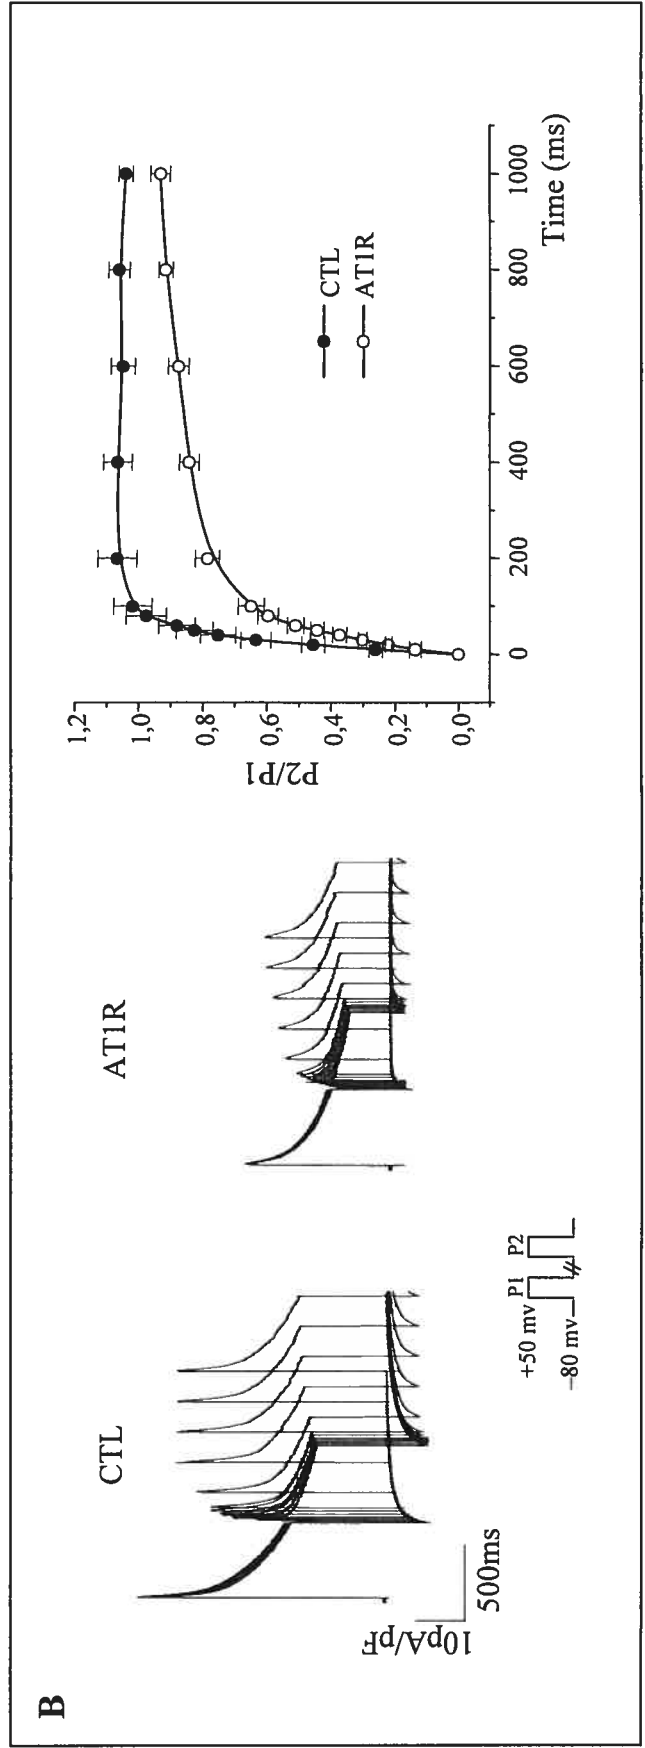 B
CTL
AT1R
10pA/pF
500ms
+50 mv
P1
P2
–80 mv
P2/P1
1,2
1,0
0,8
0,6
0,4
0,2
0,0
0
200
400
600
800
1000
Time (ms)
CTL
AT1R